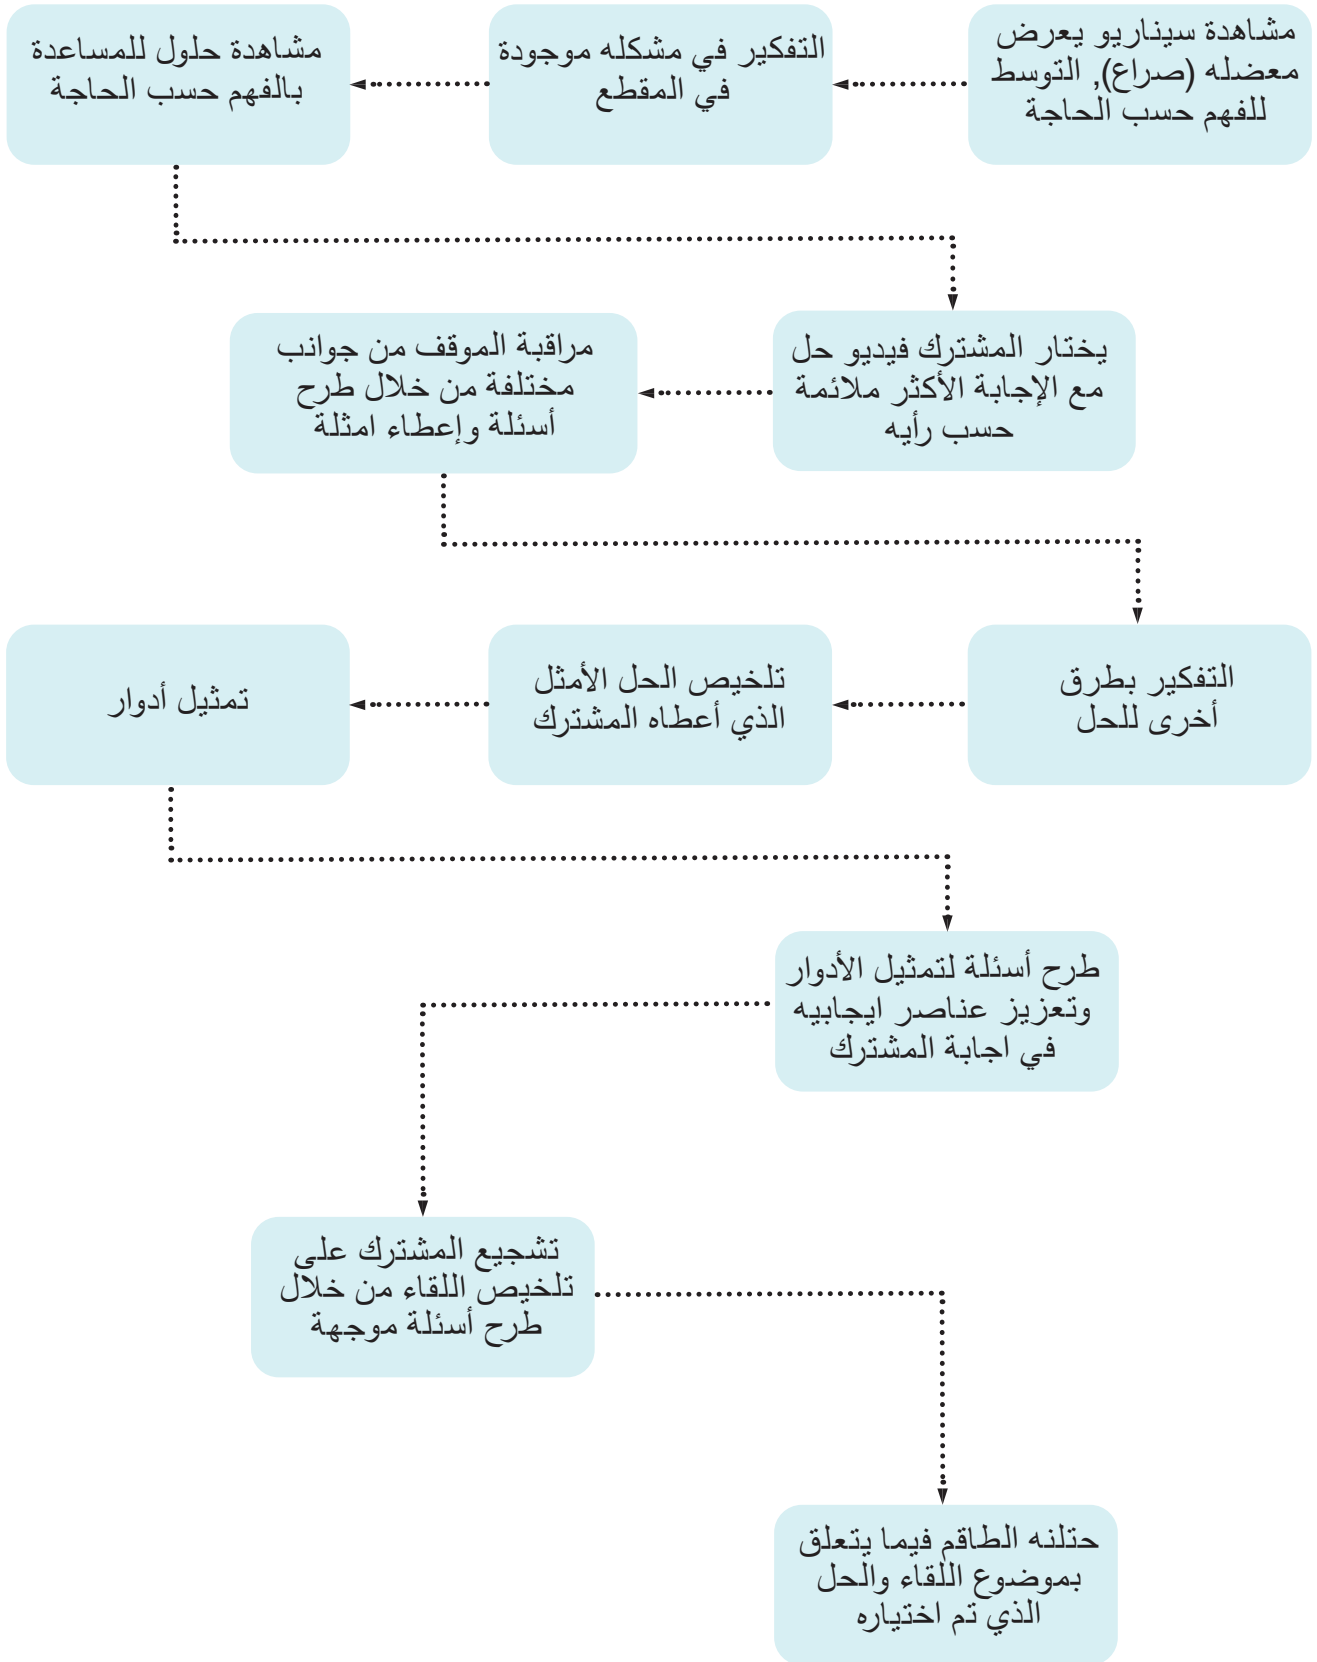 مشاهدة سيناريو يعرض
معضله (صراع), التوسط
للفهم حسب الحاجة
التفكير في مشكله موجودة
في المقطع
مشاهدة حلول للمساعدة
بالفهم حسب الحاجة
يختار المشترك فيديو حل
مع الإجابة الأكثر ملائمة
حسب رأيه
مراقبة الموقف من جوانب
مختلفة من خلال طرح
أسئلة وإعطاء امثلة
التفكير بطرق
أخرى للحل
تلخيص الحل الأمثل
الذي أعطاه المشترك
تمثيل أدوار
طرح أسئلة لتمثيل الأدوار
وتعزيز عناصر ايجابيه
في اجابة المشترك
تشجيع المشترك على
تلخيص اللقاء من خلال
طرح أسئلة موجهة
حتلنه الطاقم فيما يتعلق
بموضوع اللقاء والحل
الذي تم اختياره